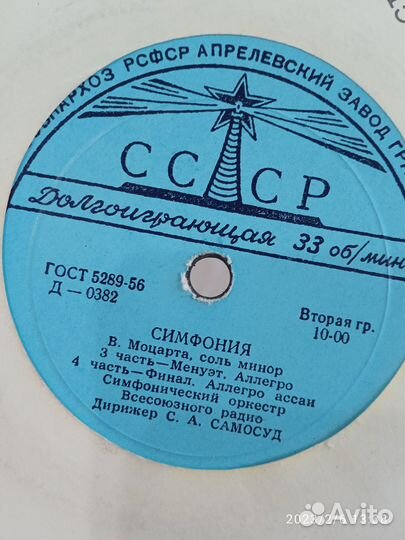 СОВНАРХОЗ РСФСР АПРЕЛЕВСКИЙ ЗАВОД
СССР
Долгоиграющая 33 об/мин
ГОСТ 5289-56
Д — 0382
Вторая гр.
10-00
СИМФОНИЯ
В. Моцарта, соль минор
3 часть—Менуэт. Аллегро
4 часть—Финал. Аллегро ассаи
Симфонический оркестр
Всесоюзного радио
Дирижер С. А. САМОСУД
Avito